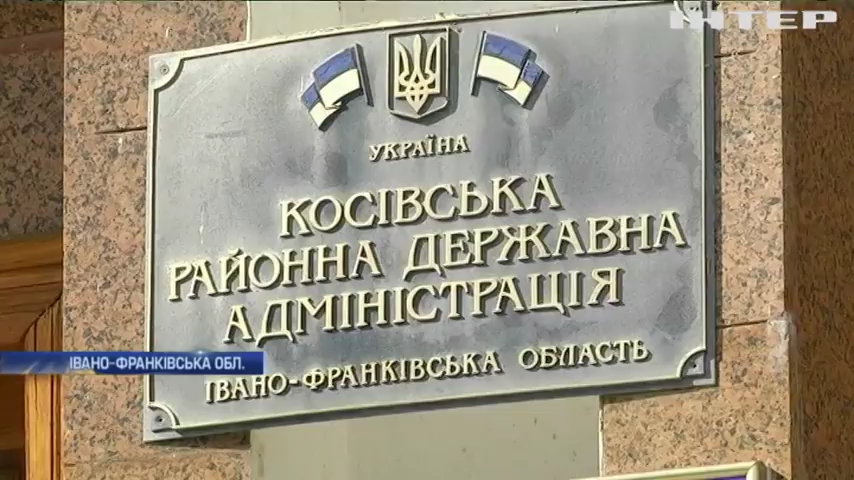 ІНТЕР
УКРАЇНА
КОСІВСЬКА
РАЙОННА ДЕРЖАВНА
АДМІНІСТРАЦІЯ
ІВАНО-ФРАНКІВСЬКА ОБЛАСТЬ
ІВАНО-ФРАНКІВСЬКА ОБЛ.